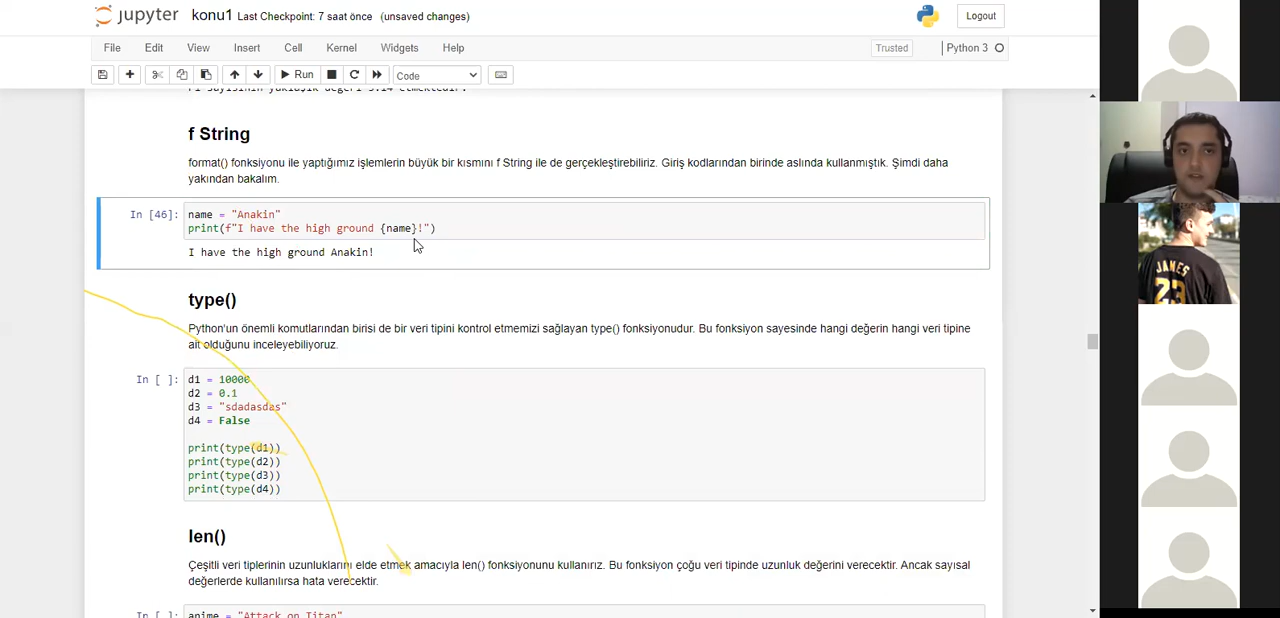 jupyter konu1 Last Checkpoint: 7 saat önce (unsaved changes) Logout
File Edit View Insert Cell Kernel Widgets Help Trusted Python 3
Run Code
f String
format() fonksiyonu ile yaptığımız işlemlerin büyük bir kısmını f String ile de gerçekleştirebiliriz. Giriş kodlarından birinde aslında kullanmıştık. Şimdi daha
yakından bakalım.
In [46]: name = "Anakin"
print(f"I have the high ground {name}!")
I have the high ground Anakin!
type()
Python'un önemli komutlarından birisi de bir veri tipini kontrol etmemizi sağlayan type() fonksiyonudur. Bu fonksiyon sayesinde hangi değerin hangi veri tipine
ait olduğunu inceleyebiliyoruz.
In [ ]: d1 = 10000
d2 = 0.1
d3 = "sdadasdas"
d4 = False
print(type(d1))
print(type(d2))
print(type(d3))
print(type(d4))
len()
Çeşitli veri tiplerinin uzunluklarını elde etmek amacıyla len() fonksiyonunu kullanırız. Bu fonksiyon çoğu veri tipinde uzunluk değerini verecektir. Ancak sayısal
değerlerde kullanılırsa hata verecektir.
In [ ]: anime = "Attack on Titan"
JAMES
23